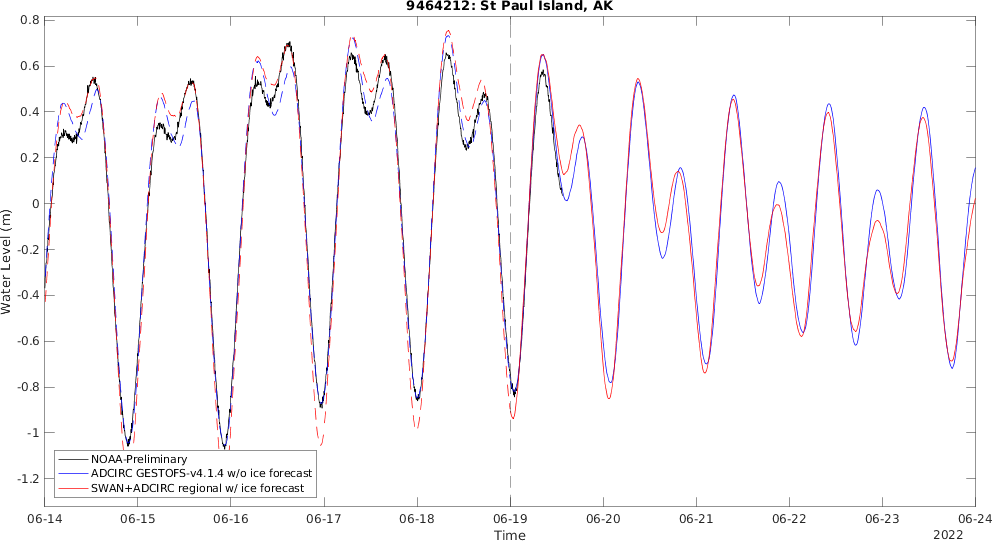 9464212: St Paul Island, AK
0.8
0.6
0.4
0.2
0
-0.2
-0.4
-0.6
-0.8
-1
-1.2
Water Level (m)
NOAA-Preliminary
ADCIRC GESTOFS-v4.1.4 w/o ice forecast
SWAN+ADCIRC regional w/ ice forecast
06-14 06-15 06-16 06-17 06-18 06-19 06-20 06-21 06-22 06-23 06-24
Time
2022